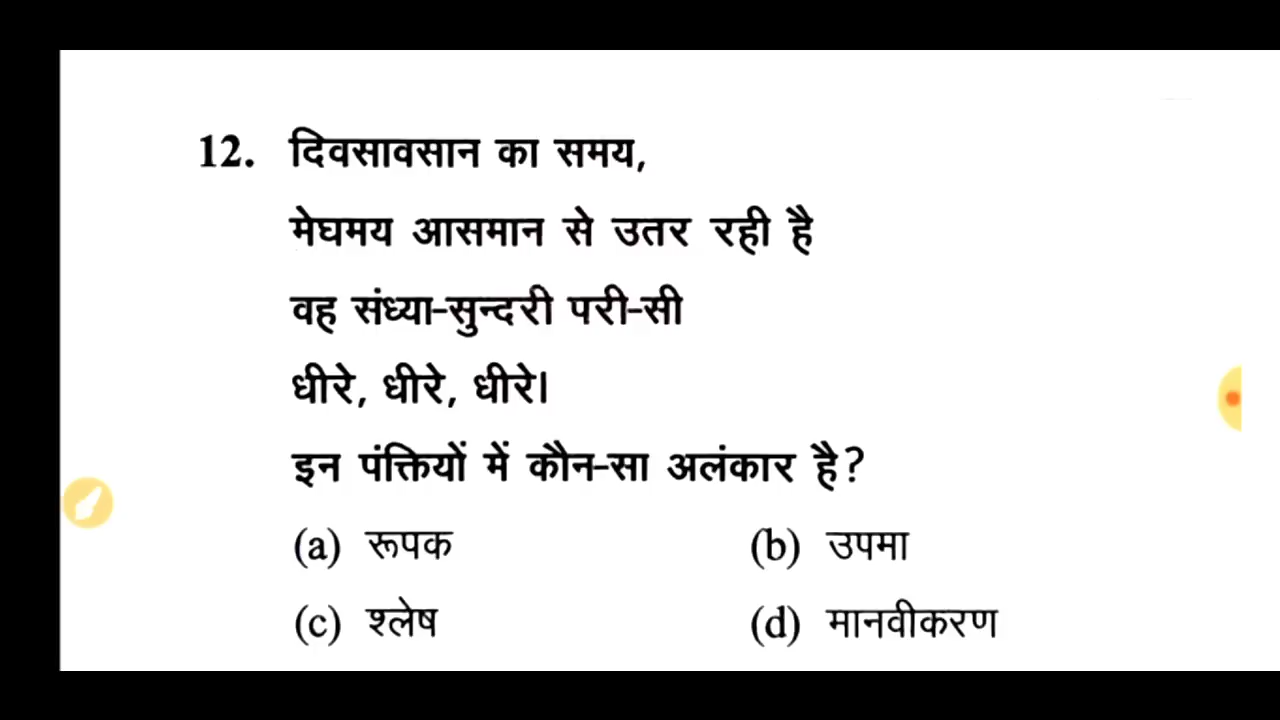 12. दिवसावसान का समय,
मेघमय आसमान से उतर रही है
वह संध्या-सुन्दरी परी-सी
धीरे, धीरे, धीरे।
इन पंक्तियों में कौन-सा अलंकार है?
(a) रूपक (b) उपमा
(c) श्लेष (d) मानवीकरण